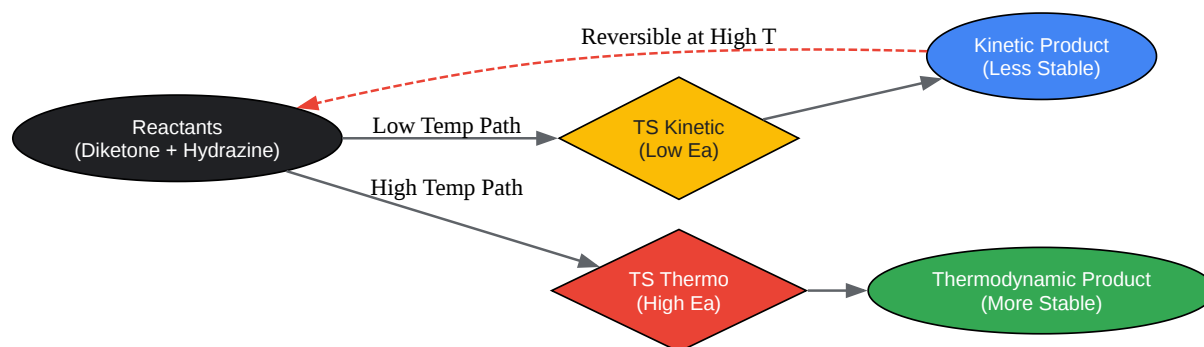 Reversible at High T
Kinetic Product
(Less Stable)
Reactants
(Diketone + Hydrazine)
Low Temp Path
TS Kinetic
(Low Ea)
High Temp Path
TS Thermo
(High Ea)
Thermodynamic Product
(More Stable)